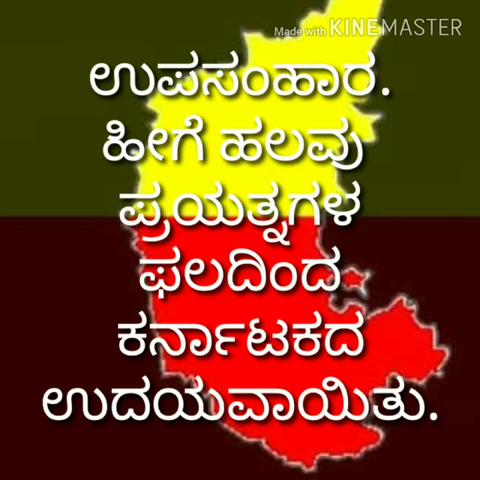 Made with KINEMASTER
ಉಪಸಂಹಾರ.
ಹೀಗೆ ಹಲವು
ಪ್ರಯತ್ನಗಳ
ಫಲದಿಂದ
ಕರ್ನಾಟಕದ
ಉದಯವಾಯಿತು.